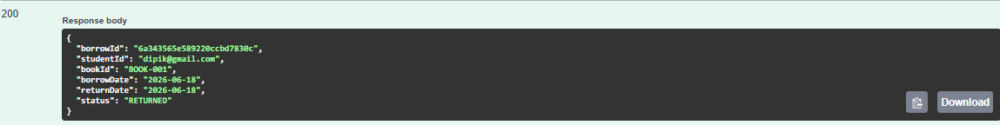 200
Response body
{
  "borrowId": "6a343565e589220ccbd7830c",
  "studentId": "dipik@gmail.com",
  "bookId": "BOOK-001",
  "borrowDate": "2026-06-18",
  "returnDate": "2026-06-18",
  "status": "RETURNED"
}
Download